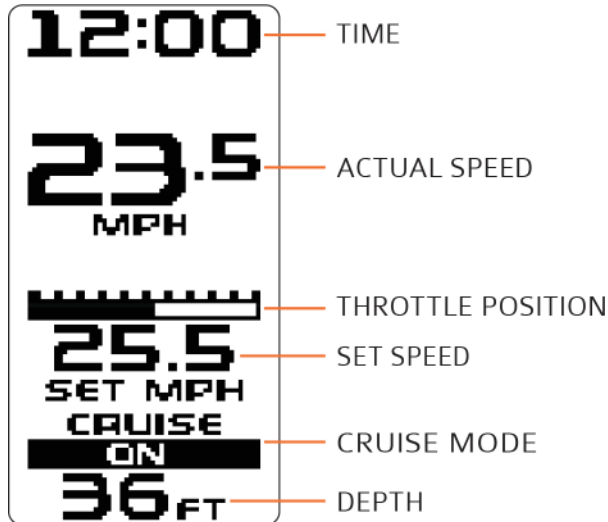 12:00 TIME
23.5 ACTUAL SPEED
MPH
THROTTLE POSITION
25.5 SET SPEED
SET MPH
CRUISE
ON CRUISE MODE
36FT DEPTH